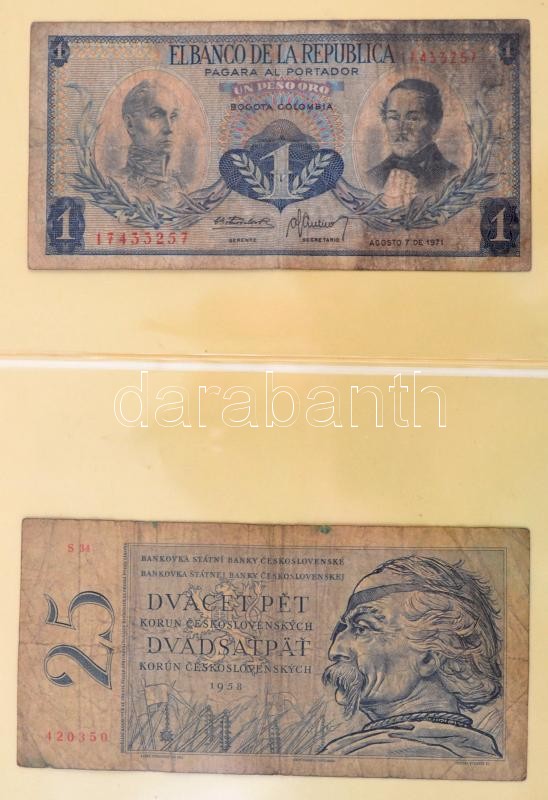 1
EL BANCO DE LA REPUBLICA
17433257
1
PAGARA AL PORTADOR
UN PESO ORO
BOGOTA COLOMBIA
1
1
17433257
GERENTE
SECRETARIO
AGOSTO 7 DE 1971
1
darabanth
S 34
BANKOVKA STÁTNÍ BANKY ČESKOSLOVENSKÉ
BANKOVKA ŠTÁTNEJ BANKY ČESKOSLOVENSKEJ
25
DVACET PĚT
KORUN ČESKOSLOVENSKÝCH
DVADSAŤPÄŤ
KORÚN ČESKOSLOVENSKÝCH
1958
420350